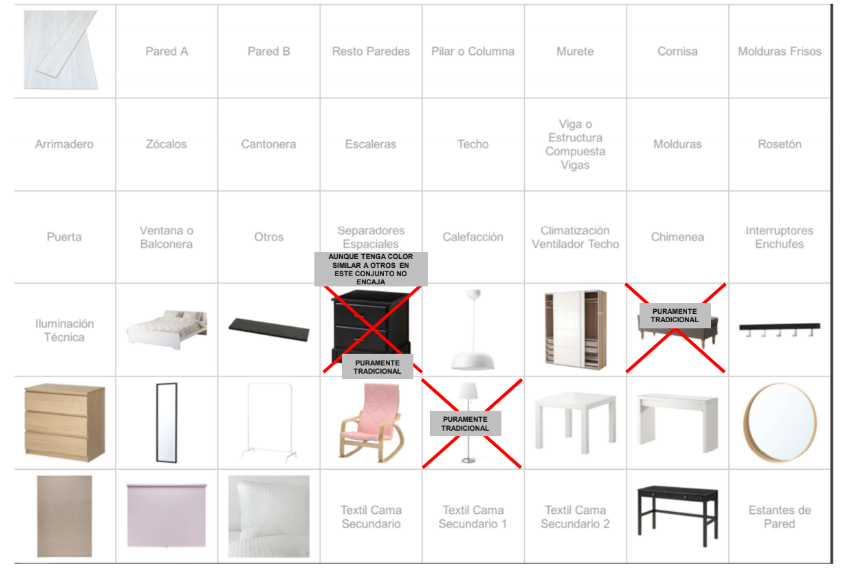 Pared A
Pared B
Resto Paredes
Pilar o Columna
Murete
Cornisa
Molduras Frisos
Arrimadero
Zócalos
Cantonera
Escaleras
Techo
Viga o
Estructura
Compuesta
Vigas
Molduras
Rosetón
Puerta
Ventana o
Balconera
Otros
Separadores
Espaciales
Calefacción
Climatización
Ventilador Techo
Chimenea
Interruptores
Enchufes
AUNQUE TENGA COLOR
SIMILAR A OTROS EN
ESTE CONJUNTO NO
ENCAJA
Iluminación
Técnica
PURAMENTE
TRADICIONAL
PURAMENTE
TRADICIONAL
PURAMENTE
TRADICIONAL
Textil Cama
Secundario
Textil Cama
Secundario 1
Textil Cama
Secundario 2
Estantes de
Pared